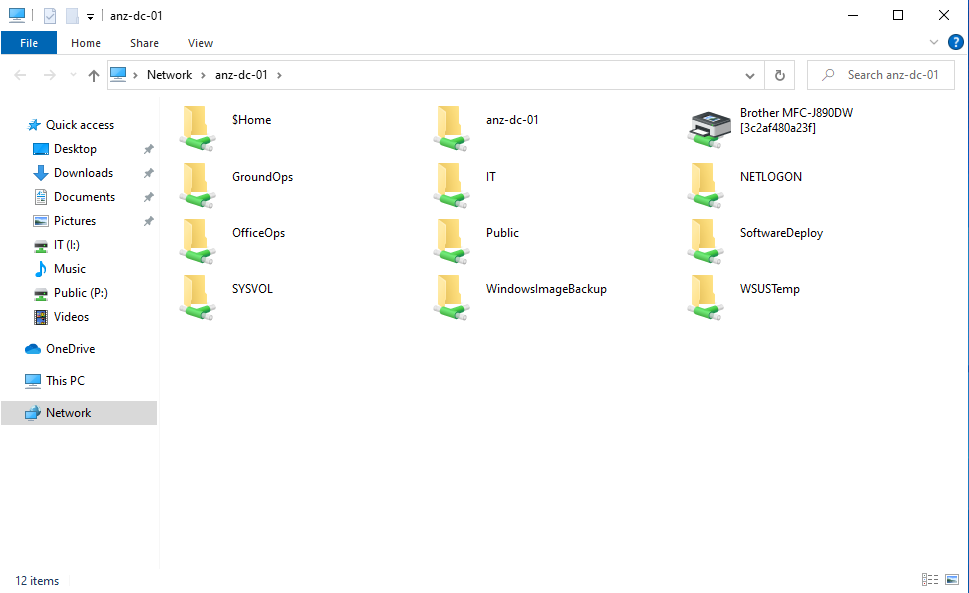 anz-dc-01
File Home Share View
Network anz-dc-01 Search anz-dc-01
Quick access
Desktop
Downloads
Documents
Pictures
IT (I:)
Music
Public (P:)
Videos
OneDrive
This PC
Network
$Home anz-dc-01 Brother MFC-J890DW
[3c2af480a23f]
GroundOps IT NETLOGON
OfficeOps Public SoftwareDeploy
SYSVOL WindowsImageBackup WSUSTemp
12 items